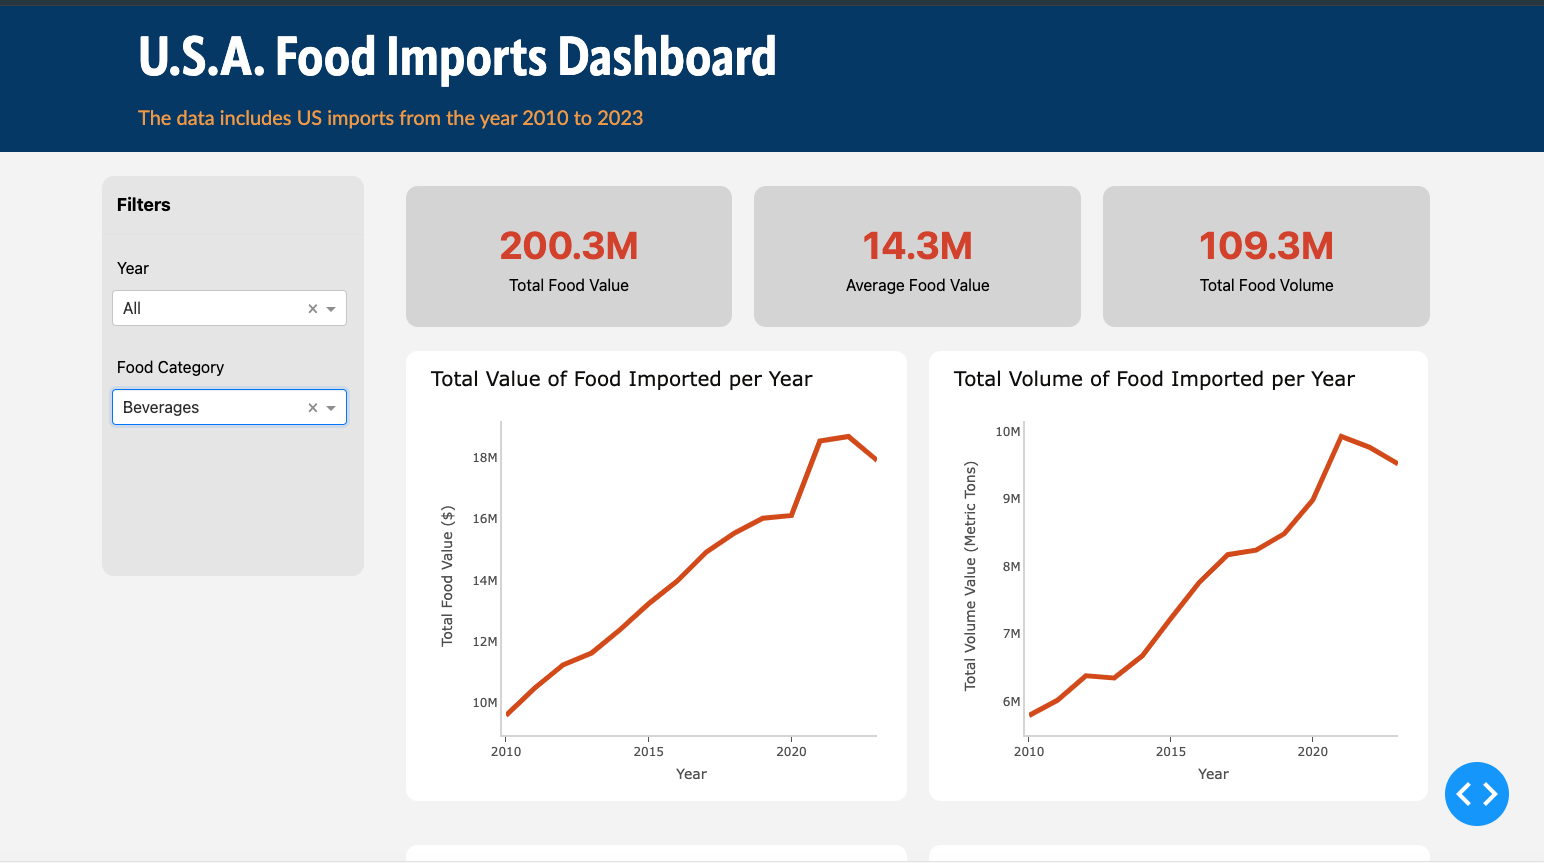 U.S.A. Food Imports Dashboard
The data includes US imports from the year 2010 to 2023
Filters
Year
All
Food Category
Beverages
200.3M
Total Food Value
14.3M
Average Food Value
109.3M
Total Food Volume
Total Value of Food Imported per Year
Total Food Value ($)
18M
16M
14M
12M
10M
2010
2015
2020
Year
Total Volume of Food Imported per Year
Total Volume Value (Metric Tons)
10M
9M
8M
7M
6M
2010
2015
2020
Year